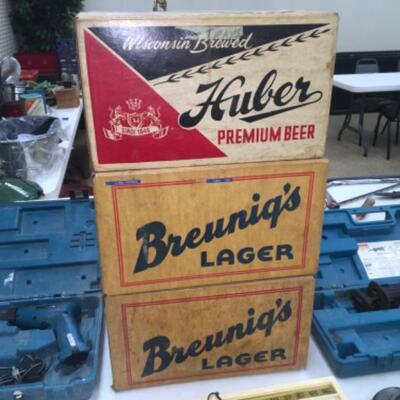 Wisconsin Brewed
Huber
PREMIUM BEER
Breunig's
LAGER
Breunig's
LAGER